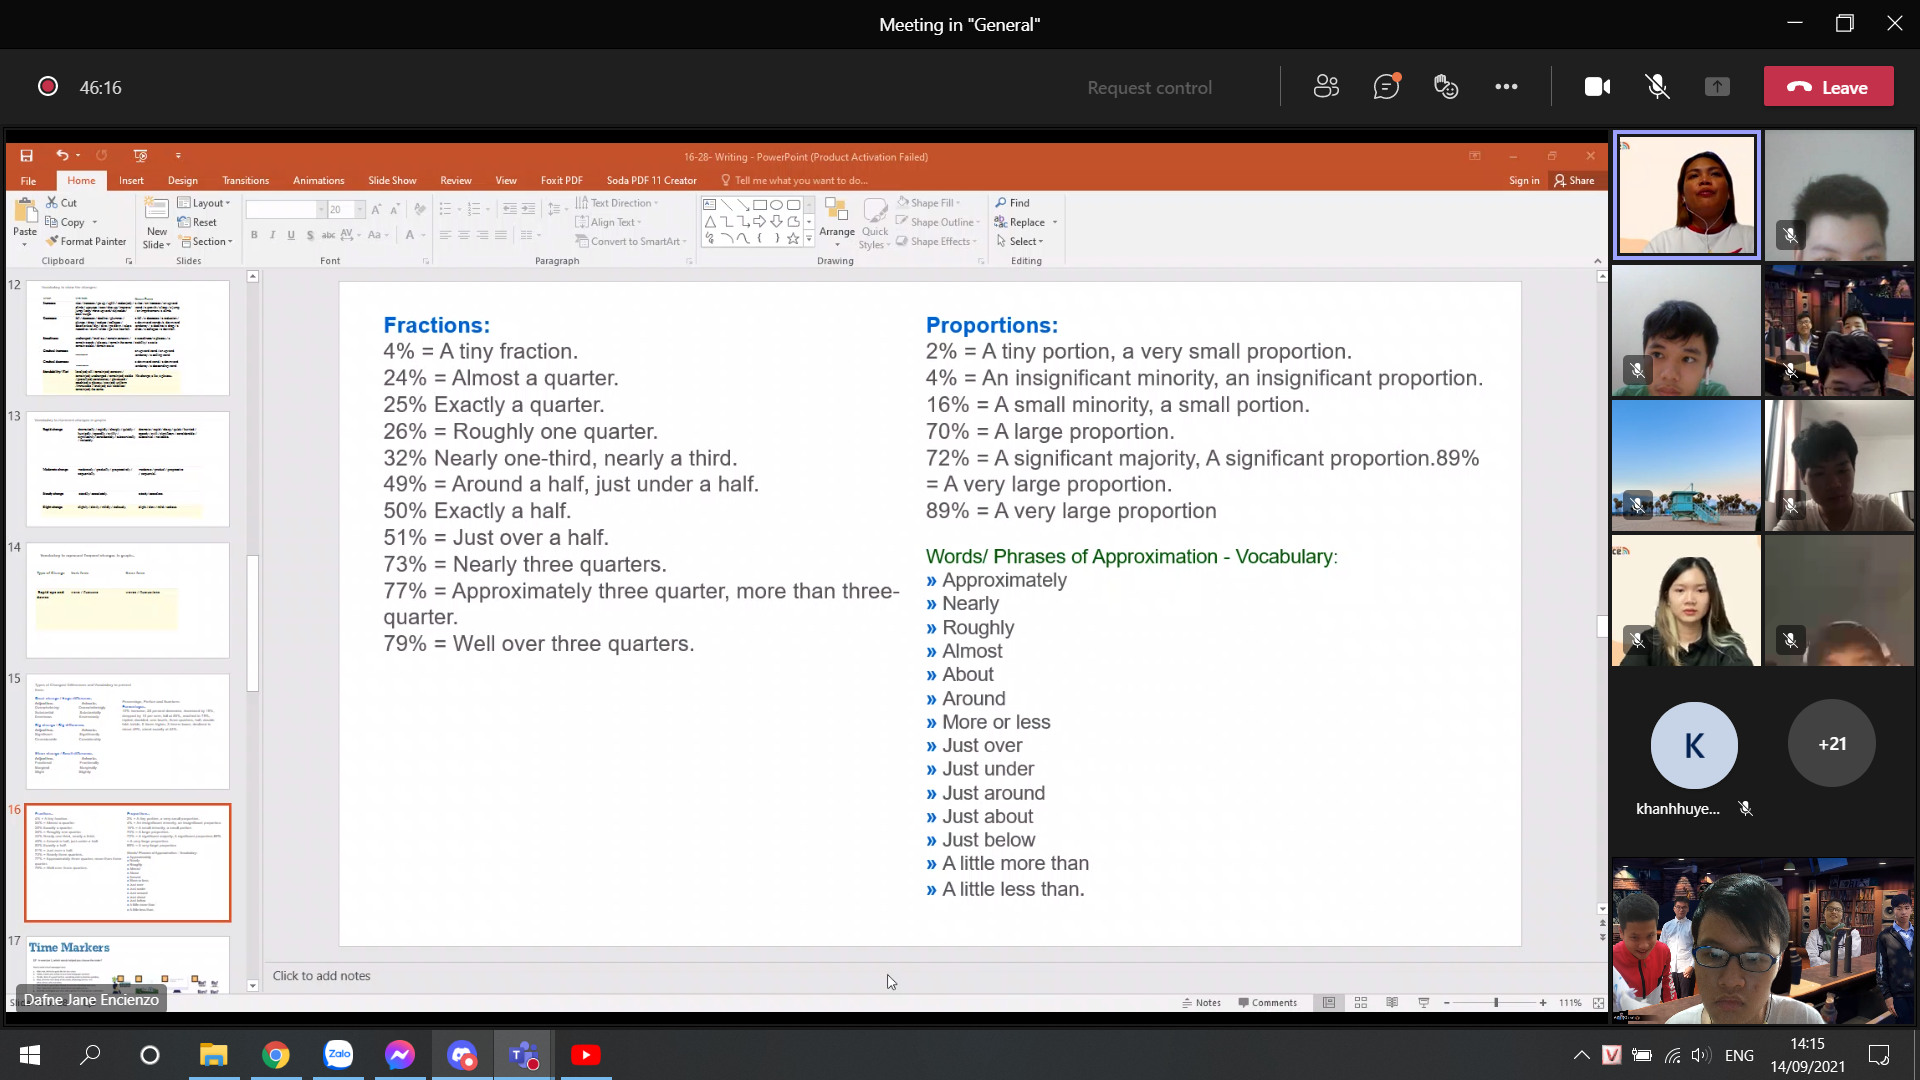 Meeting in "General"
46:16
Request control
Leave
16-28- Writing - PowerPoint (Product Activation Failed)
File Home Insert Design Transitions Animations Slide Show Review View Foxit PDF Soda PDF 11 Creator Tell me what you want to do... Sign in Share
Paste
Cut
Copy
Format Painter
Clipboard
New Slide
Layout
Reset
Section
Slides
20
Font
Text Direction
Align Text
Convert to SmartArt
Paragraph
Arrange
Quick Styles
Shape Fill
Shape Outline
Shape Effects
Drawing
Find
Replace
Select
Editing
12
13
14
15
16
17
Time Markers
Fractions:
4% = A tiny fraction.
24% = Almost a quarter.
25% Exactly a quarter.
26% = Roughly one quarter.
32% Nearly one-third, nearly a third.
49% = Around a half, just under a half.
50% Exactly a half.
51% = Just over a half.
73% = Nearly three quarters.
77% = Approximately three quarter, more than three-
quarter.
79% = Well over three quarters.
Proportions:
2% = A tiny portion, a very small proportion.
4% = An insignificant minority, an insignificant proportion.
16% = A small minority, a small portion.
70% = A large proportion.
72% = A significant majority, A significant proportion.89%
= A very large proportion.
89% = A very large proportion
Words/ Phrases of Approximation - Vocabulary:
» Approximately
» Nearly
» Roughly
» Almost
» About
» Around
» More or less
» Just over
» Just under
» Just around
» Just about
» Just below
» A little more than
» A little less than.
Click to add notes
Dafne Jane Encienzo
Notes Comments 111%
K
+21
khanhhuye...
Zalo
ENG
14:15
14/09/2021